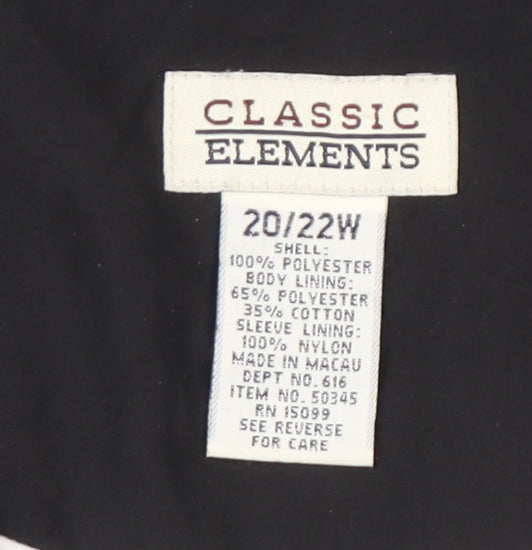 CLASSIC
ELEMENTS
20/22W
SHELL:
100% POLYESTER
BODY LINING:
65% POLYESTER
35% COTTON
SLEEVE LINING:
100% NYLON
MADE IN MACAU
DEPT NO. 616
ITEM NO. 50345
RN 15099
SEE REVERSE
FOR CARE